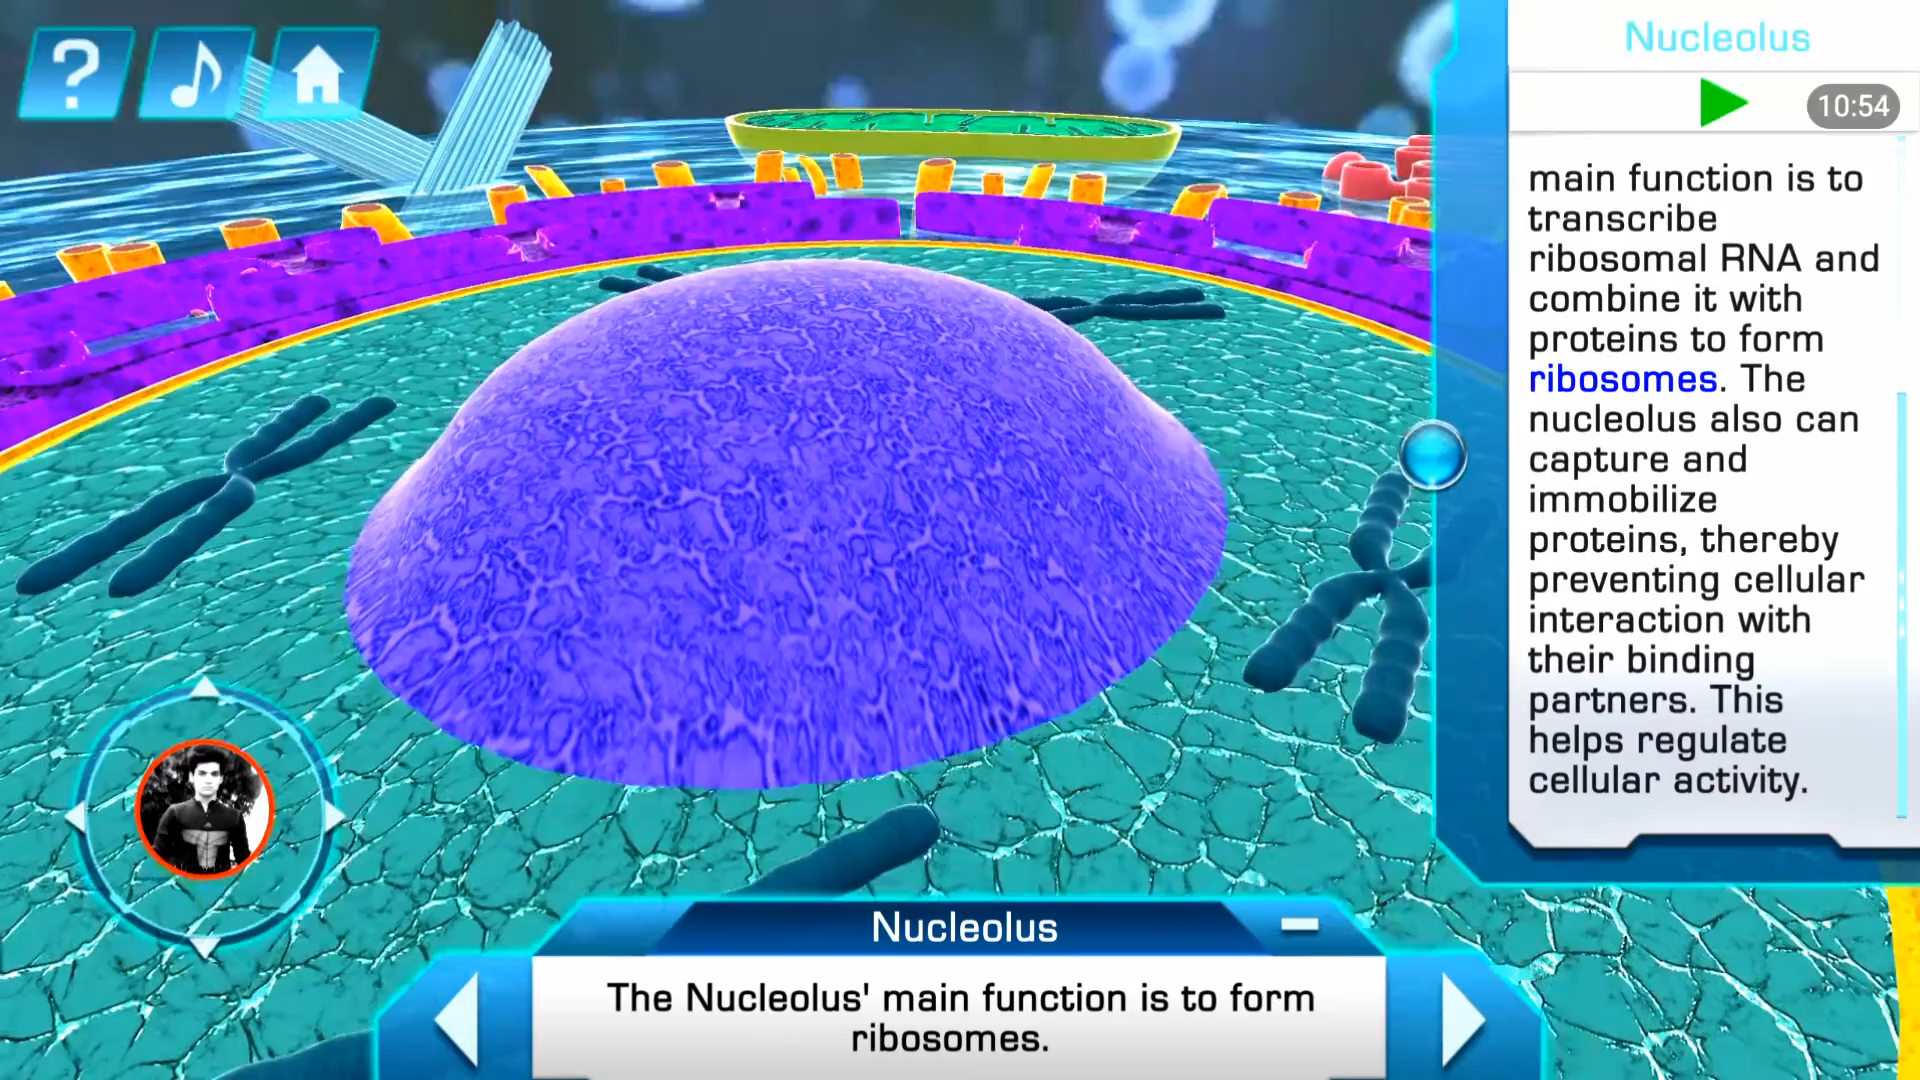 Nucleolus
10:54
main function is to
transcribe
ribosomal RNA and
combine it with
proteins to form
ribosomes. The
nucleolus also can
capture and
immobilize
proteins, thereby
preventing cellular
interaction with
their binding
partners. This
helps regulate
cellular activity.
Nucleolus
The Nucleolus' main function is to form
ribosomes.